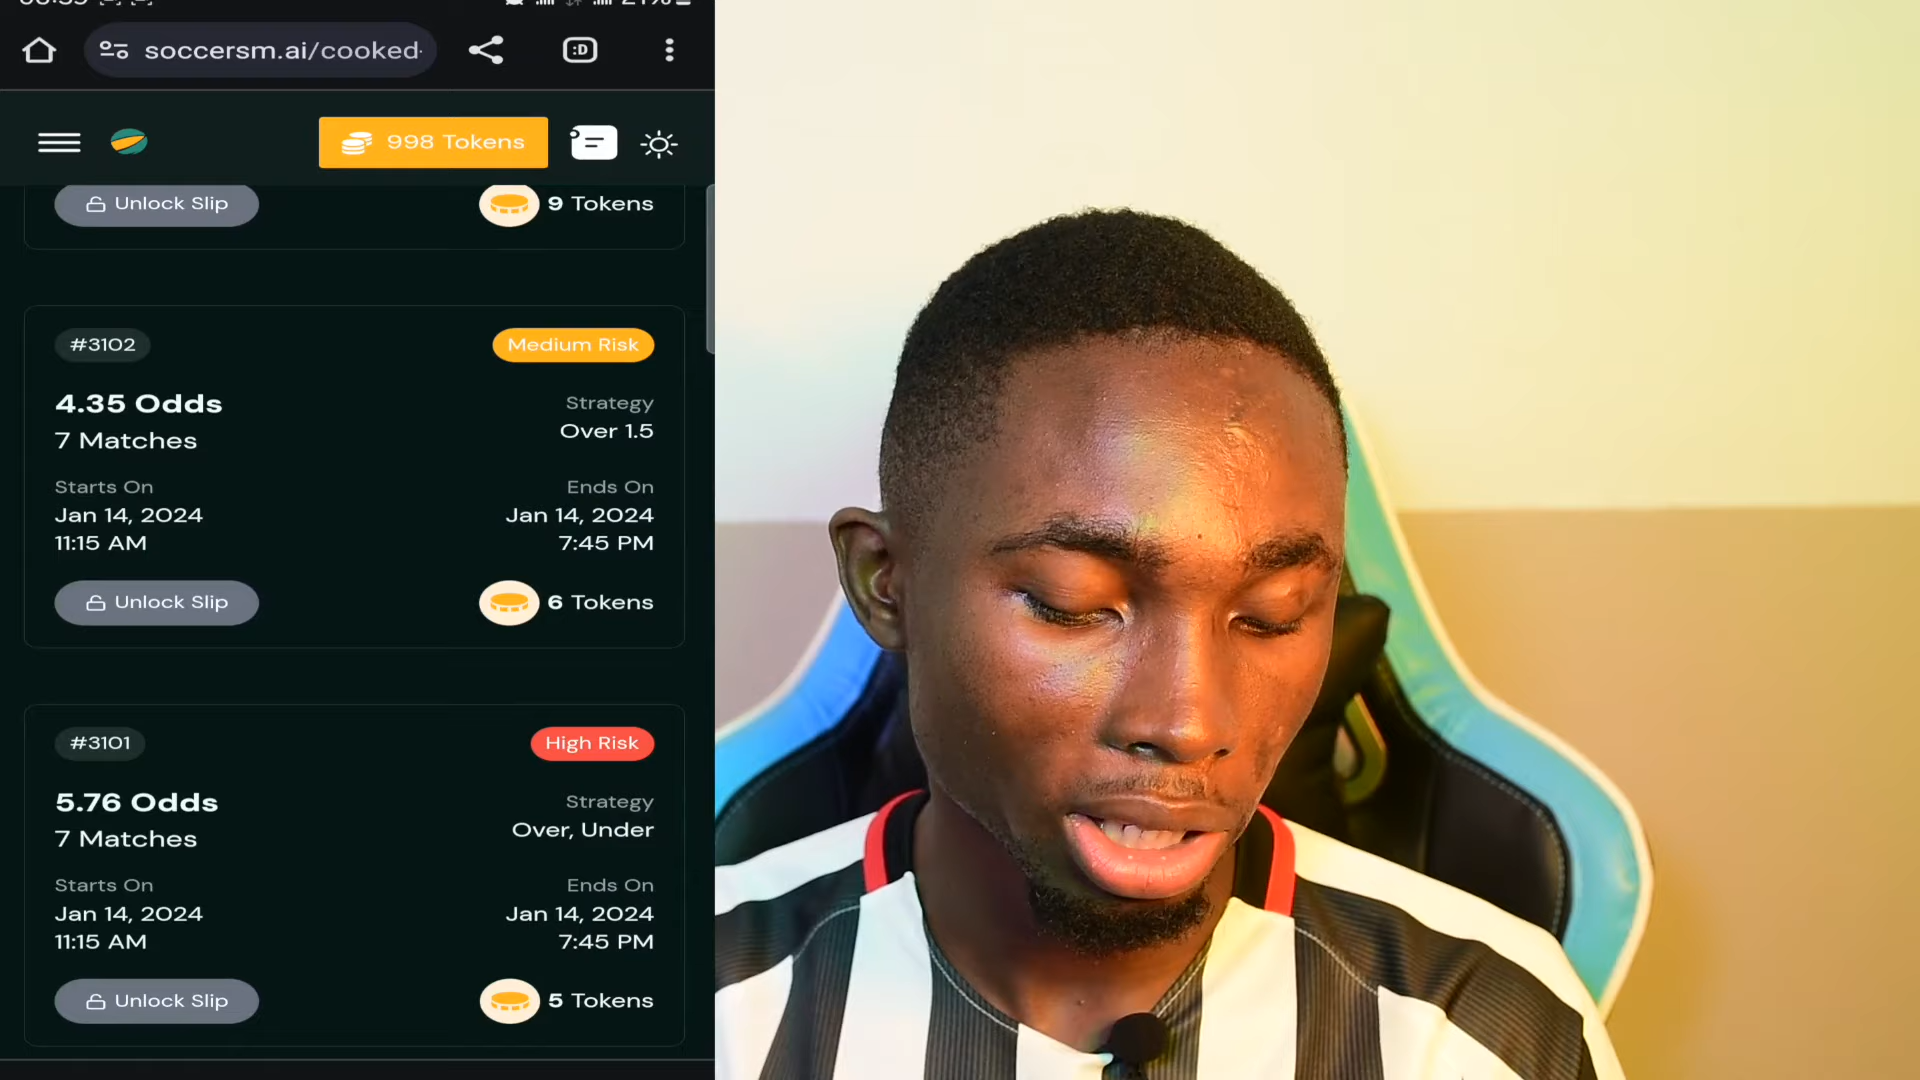 soccersm.ai/cooked
:D
998 Tokens
Unlock Slip
9 Tokens
#3102
Medium Risk
4.35 Odds
Strategy
7 Matches
Over 1.5
Starts On
Ends On
Jan 14, 2024
Jan 14, 2024
11:15 AM
7:45 PM
Unlock Slip
6 Tokens
#3101
High Risk
5.76 Odds
Strategy
7 Matches
Over, Under
Starts On
Ends On
Jan 14, 2024
Jan 14, 2024
11:15 AM
7:45 PM
Unlock Slip
5 Tokens